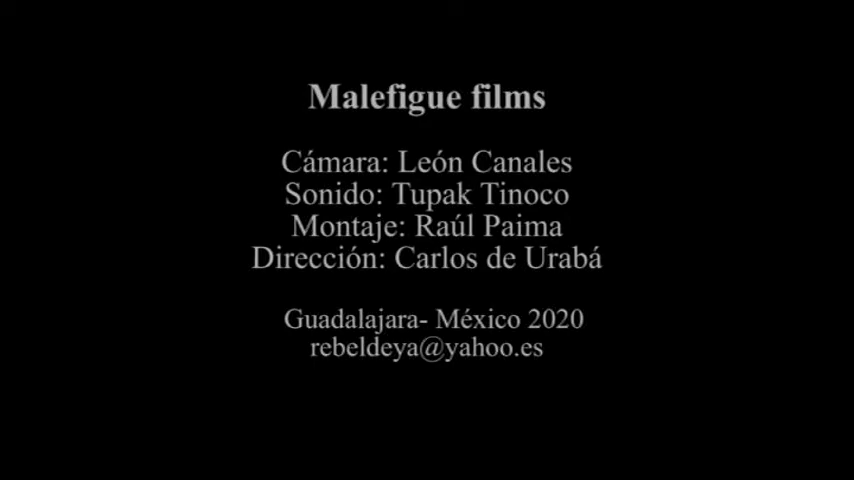 Malefigue films
Cámara: León Canales
Sonido: Tupak Tinoco
Montaje: Raúl Paima
Dirección: Carlos de Urabá
Guadalajara- México 2020
rebeldeya@yahoo.es